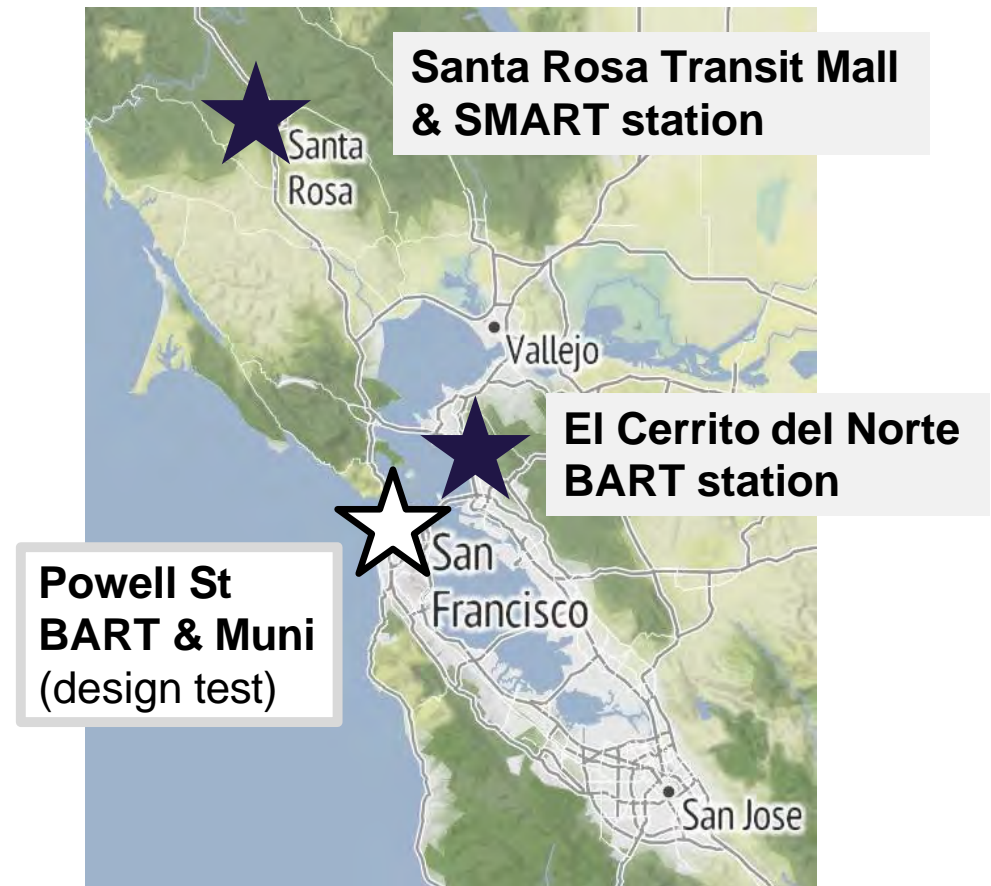 Santa Rosa Transit Mall
& SMART station
Santa
Rosa
Vallejo
El Cerrito del Norte
BART station
San
Francisco
Powell St
BART & Muni
(design test)
San Jose